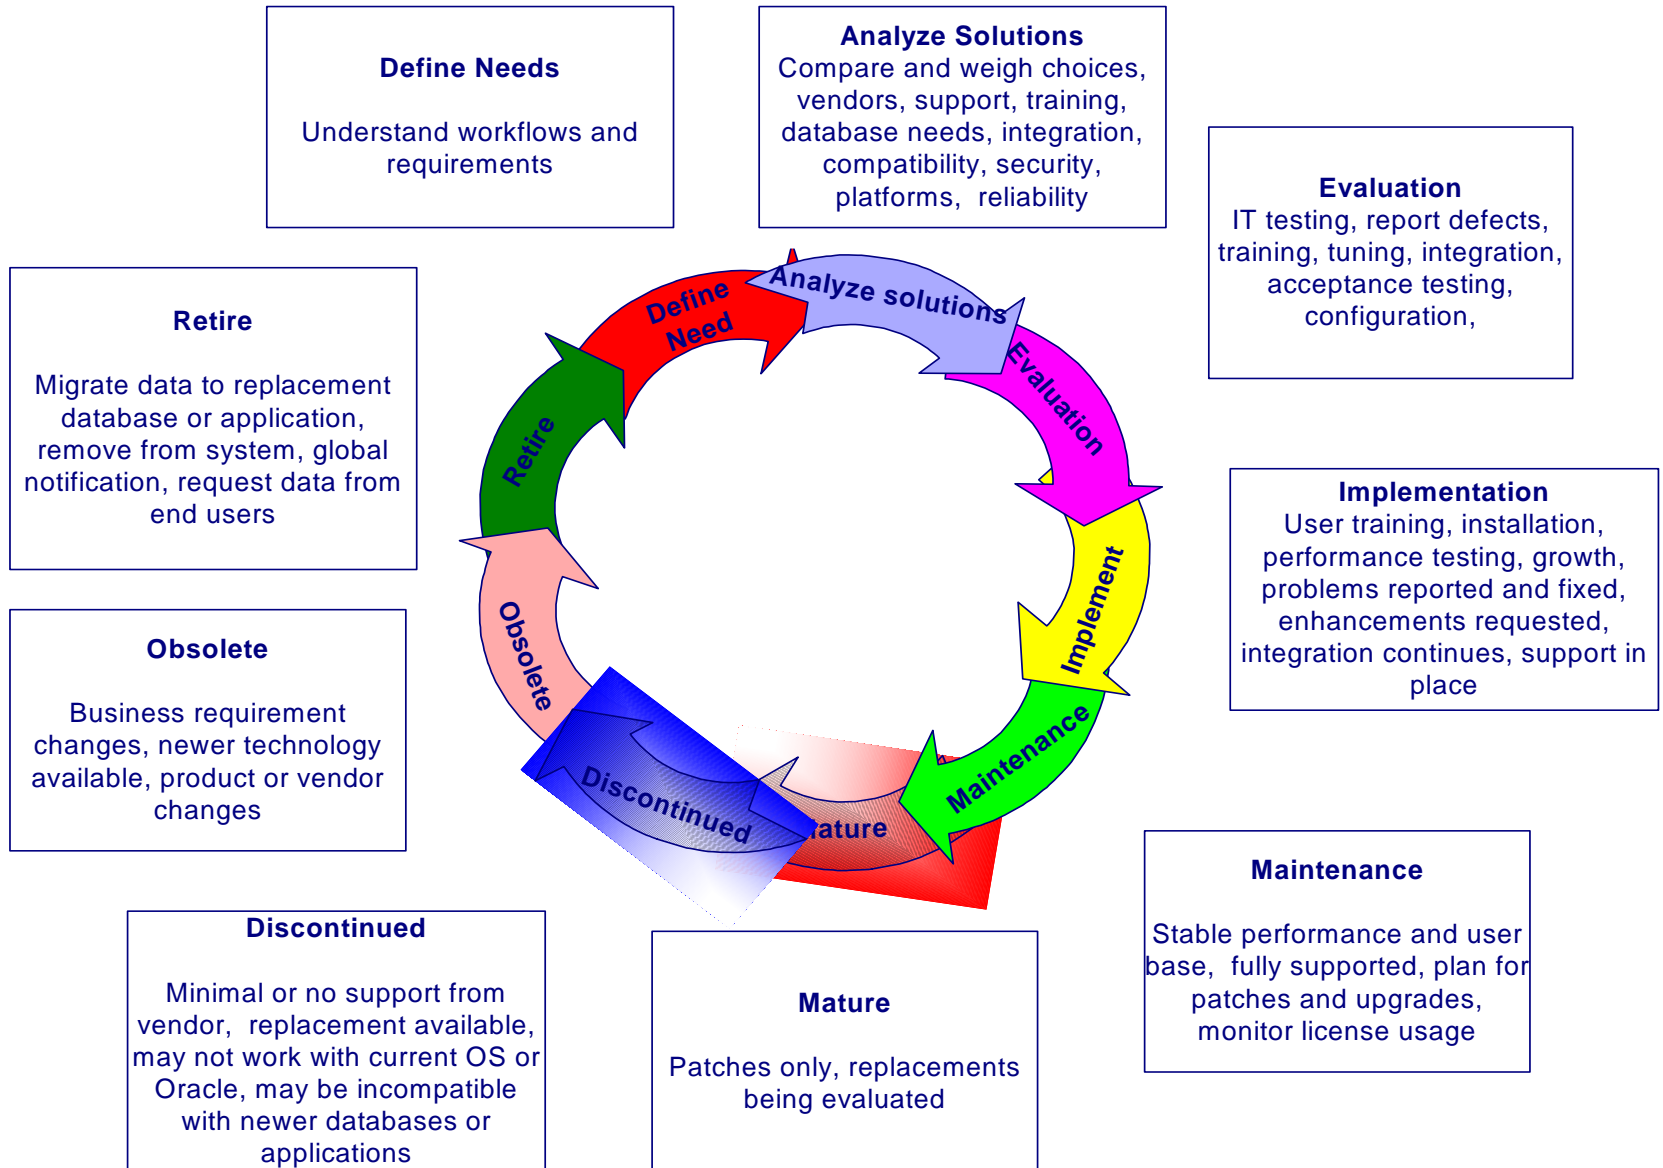 Define Needs
Understand workflows and
requirements
Analyze Solutions
Compare and weigh choices,
vendors, support, training,
database needs, integration,
compatibility, security,
platforms, reliability
Evaluation
IT testing, report defects,
training, tuning, integration,
acceptance testing,
configuration,
Implementation
User training, installation,
performance testing, growth,
problems reported and fixed,
enhancements requested,
integration continues, support in
place
Maintenance
Stable performance and user
base, fully supported, plan for
patches and upgrades,
monitor license usage
Mature
Patches only, replacements
being evaluated
Discontinued
Minimal or no support from
vendor, replacement available,
may not work with current OS or
Oracle, may be incompatible
with newer databases or
applications
Obsolete
Business requirement
changes, newer technology
available, product or vendor
changes
Retire
Migrate data to replacement
database or application,
remove from system, global
notification, request data from
end users
Define
Need
Analyze solutions
Evaluation
Implement
Maintenance
ature
Discontinued
Obsolete
Retire